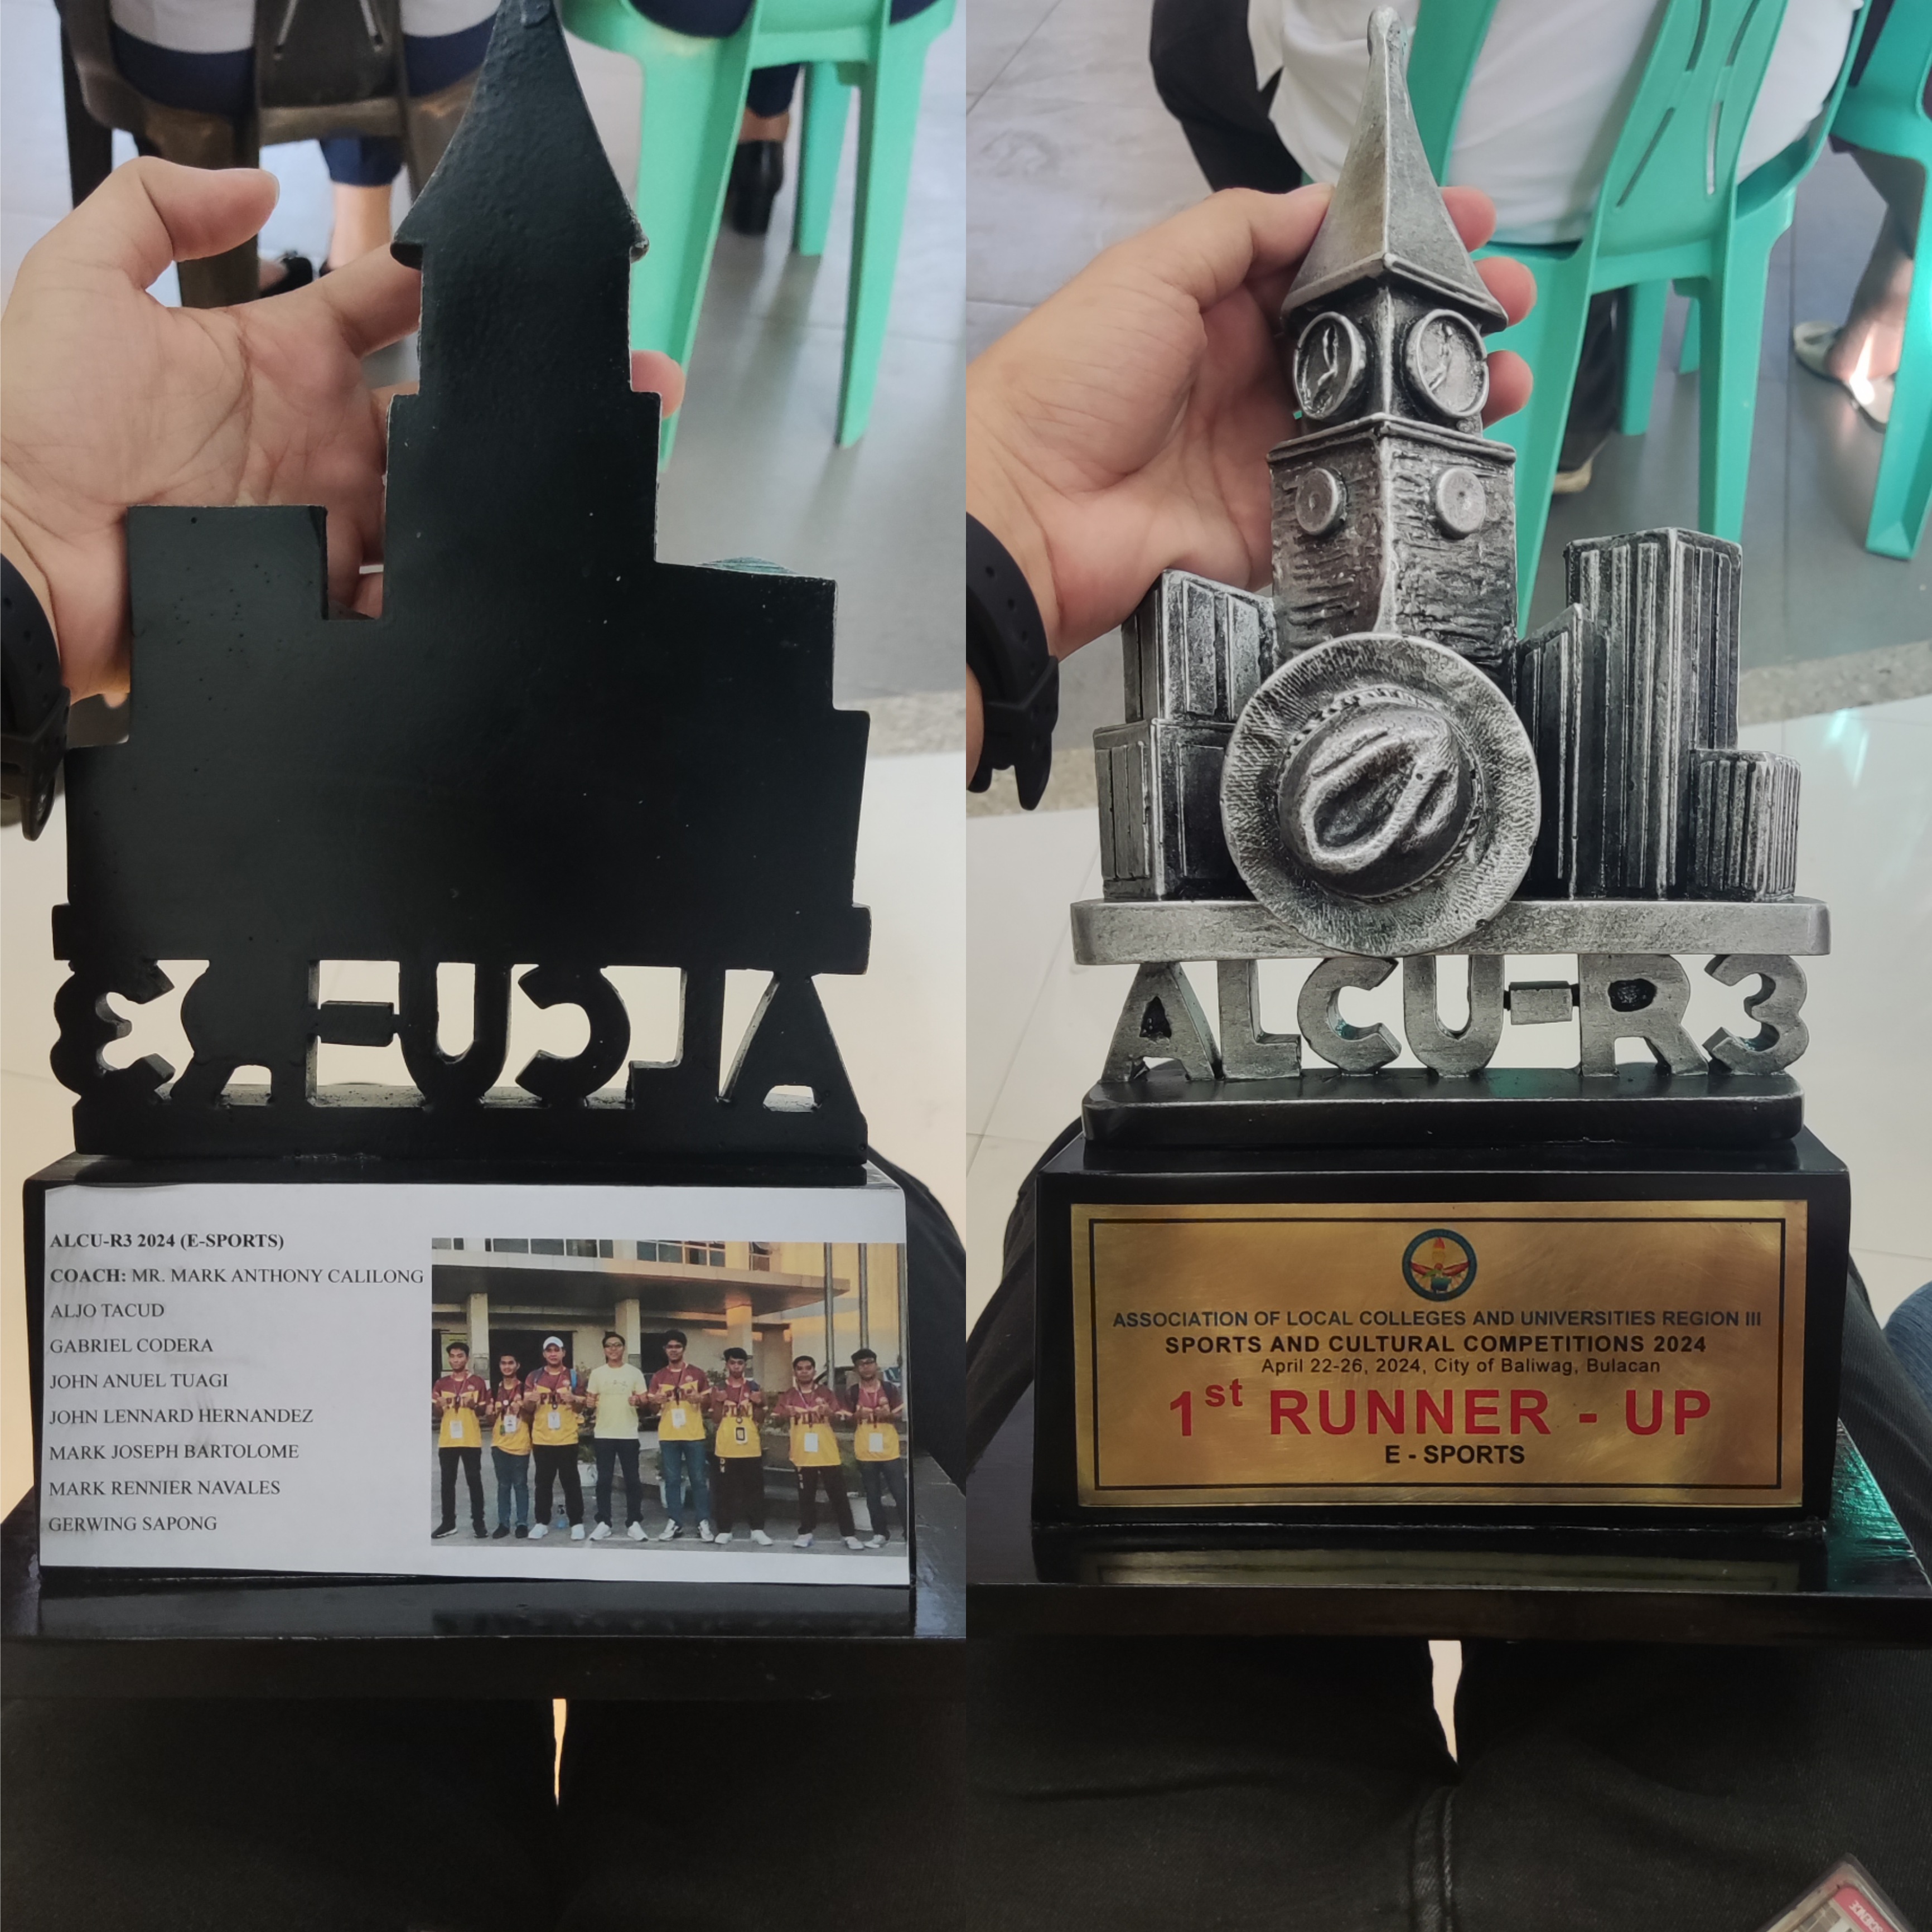 ALCU-R3
ALCU-R3 2024 (E-SPORTS)
COACH: MR. MARK ANTHONY CALILONG
ALJO TACUD
GABRIEL CODERA
JOHN ANUEL TUAGI
JOHN LENNARD HERNANDEZ
MARK JOSEPH BARTOLOME
MARK RENNIER NAVALES
GERWING SAPONG
ALCU-R3
ASSOCIATION OF LOCAL COLLEGES AND UNIVERSITIES REGION III
SPORTS AND CULTURAL COMPETITIONS 2024
April 22-26, 2024, City of Baliwag, Bulacan
1st RUNNER - UP
E - SPORTS